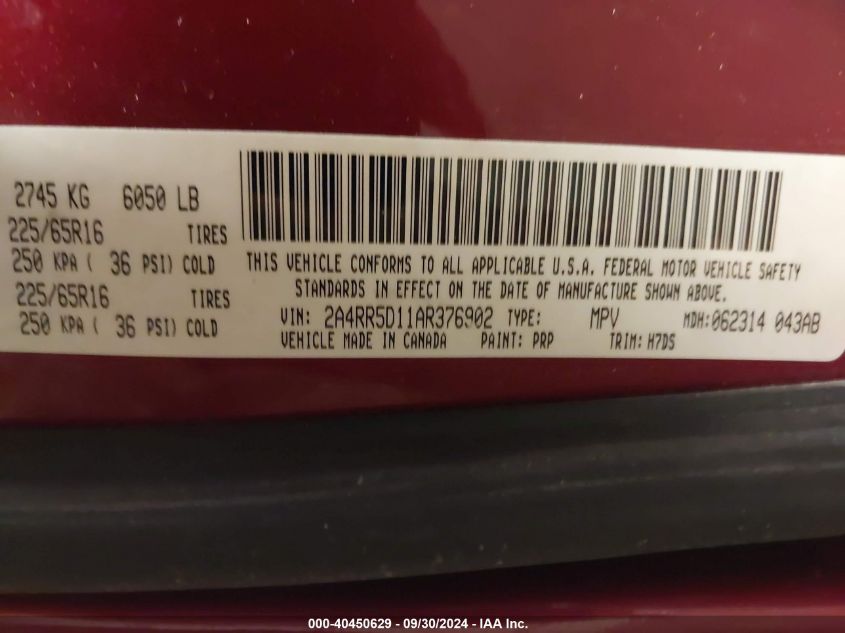 2745 KG 6050 LB
225/65R16 TIRES
250 KPA ( 36 PSI) COLD
225/65R16 TIRES
250 KPA ( 36 PSI) COLD
THIS VEHICLE CONFORMS TO ALL APPLICABLE U.S.A. FEDERAL MOTOR VEHICLE SAFETY
STANDARDS IN EFFECT ON THE DATE OF MANUFACTURE SHOWN ABOVE.
VIN: 2A4RR5D11AR376902 TYPE: MPV MDH:062314 043AB
VEHICLE MADE IN CANADA PAINT: PRP TRIM: H7DS
000-40450629 - 09/30/2024 - IAA Inc.